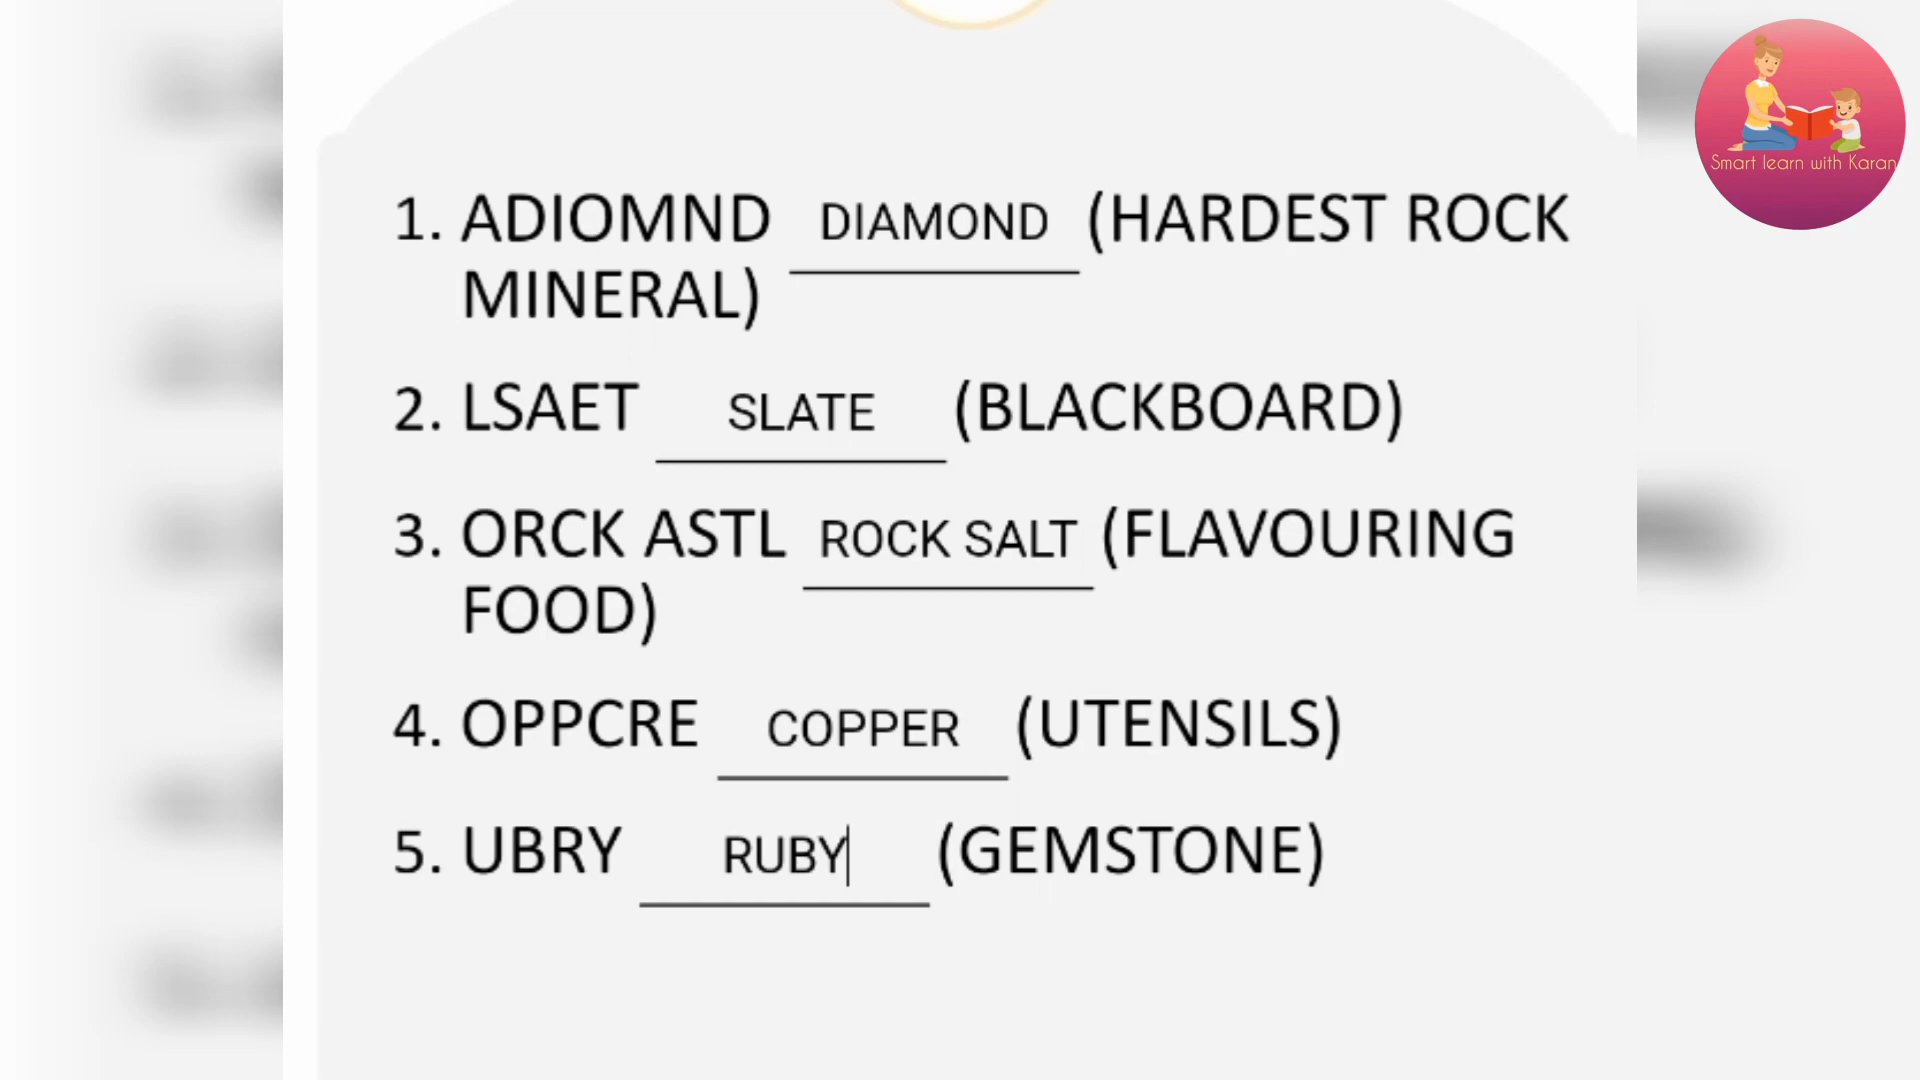 1. ADIOMND DIAMOND (HARDEST ROCK
MINERAL)
2. LSAET SLATE (BLACKBOARD)
3. ORCK ASTL ROCK SALT (FLAVOURING
FOOD)
4. OPPCRE COPPER (UTENSILS)
5. UBRY RUBY (GEMSTONE)
Smart learn with Karan